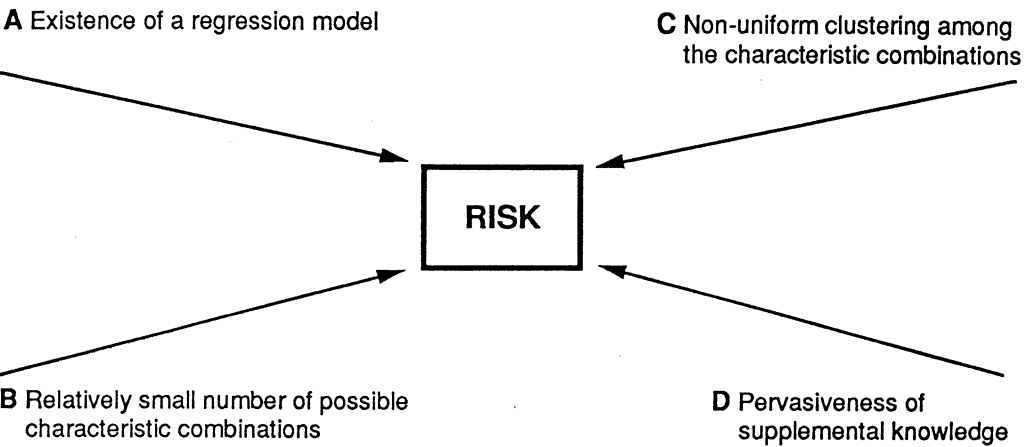 A Existence of a regression model
C Non-uniform clustering among
the characteristic combinations
RISK
B Relatively small number of possible
characteristic combinations
D Pervasiveness of
supplemental knowledge